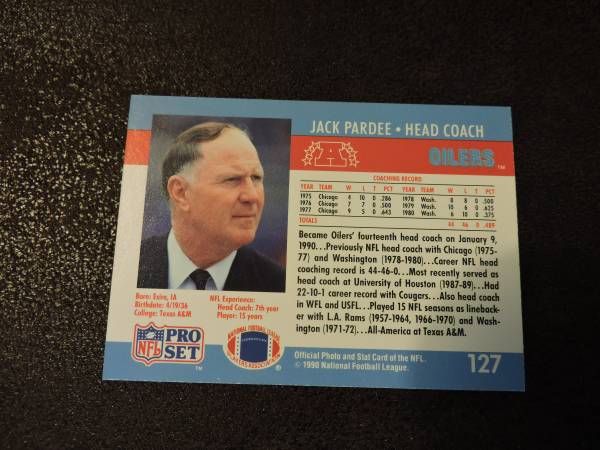 JACK PARDEE • HEAD COACH
A
OILERS™
COACHING RECORD
YEAR TEAM W L T PCT YEAR TEAM W L T PCT
1975 Chicago 4 10 0 .286 1978 Wash. 8 8 0 .500
1976 Chicago 7 7 0 .500 1979 Wash. 10 6 0 .625
1977 Chicago 9 5 0 .643 1980 Wash. 6 10 0 .375
TOTALS 44 46 0 .489
Became Oilers' fourteenth head coach on January 9,
1990...Previously NFL head coach with Chicago (1975-
77) and Washington (1978-1980)...Career NFL head
coaching record is 44-46-0...Most recently served as
head coach at University of Houston (1987-89)...Had
22-10-1 career record with Cougars...Also head coach
in WFL and USFL...Played 15 NFL seasons as lineback-
er with L.A. Rams (1957-1964, 1966-1970) and Wash-
ington (1971-72)...All-America at Texas A&M.
Born: Exira, IA
Birthdate: 4/19/36
College: Texas A&M
NFL Experience:
Head Coach: 7th year
Player: 15 years
NFL
PRO
SET
™
NATIONAL FOOTBALL LEAGUE
PLAYERS ASSOCIATION
Official Photo and Stat Card of the NFL.
© 1990 National Football League.
127